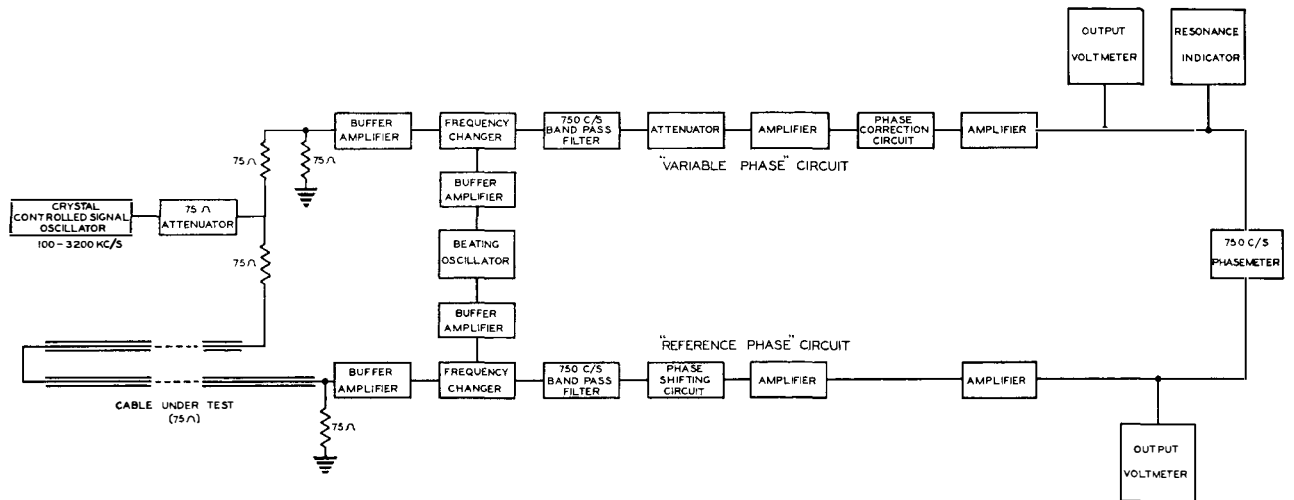 OUTPUT
VOLTMETER
RESONANCE
INDICATOR
BUFFER
AMPLIFIER
FREQUENCY
CHANGER
750 C/S
BAND PASS
FILTER
ATTENUATOR
AMPLIFIER
PHASE
CORRECTION
CIRCUIT
AMPLIFIER
75Ω
75Ω
"VARIABLE PHASE" CIRCUIT
BUFFER
AMPLIFIER
CRYSTAL
CONTROLLED SIGNAL
OSCILLATOR
100-3200 KC/S
75 Ω
ATTENUATOR
BEATING
OSCILLATOR
750 C/S
PHASEMETER
75Ω
BUFFER
AMPLIFIER
"REFERENCE PHASE" CIRCUIT
BUFFER
AMPLIFIER
FREQUENCY
CHANGER
750 C/S
BAND PASS
FILTER
PHASE
SHIFTING
CIRCUIT
AMPLIFIER
AMPLIFIER
CABLE UNDER TEST
(75Ω)
75Ω
OUTPUT
VOLTMETER